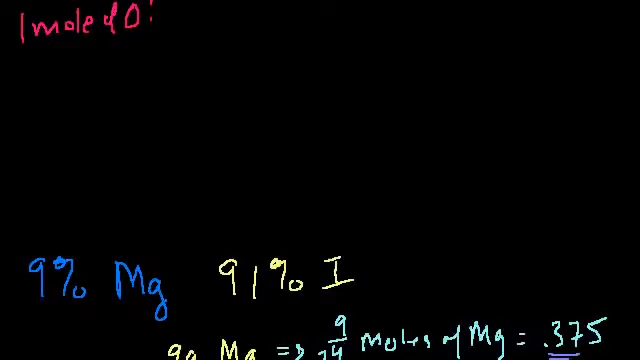 1 mole of O!
9% Mg 91% I
9g Mg => 9/24 moles of Mg = .375